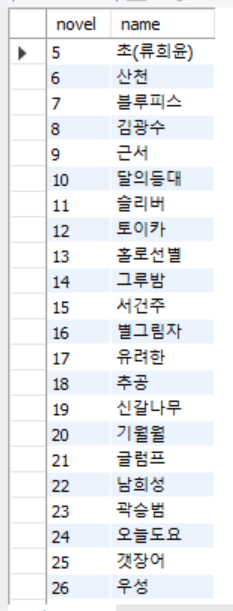 novel name
5 초(류희윤)
6 산천
7 블루피스
8 김광수
9 근서
10 달의등대
11 슬리버
12 토이카
13 홀로선별
14 그루밤
15 서건주
16 별그림자
17 유려한
18 추공
19 신갈나무
20 기월월
21 글럼프
22 남희성
23 곽승범
24 오늘도요
25 갯장어
26 우성